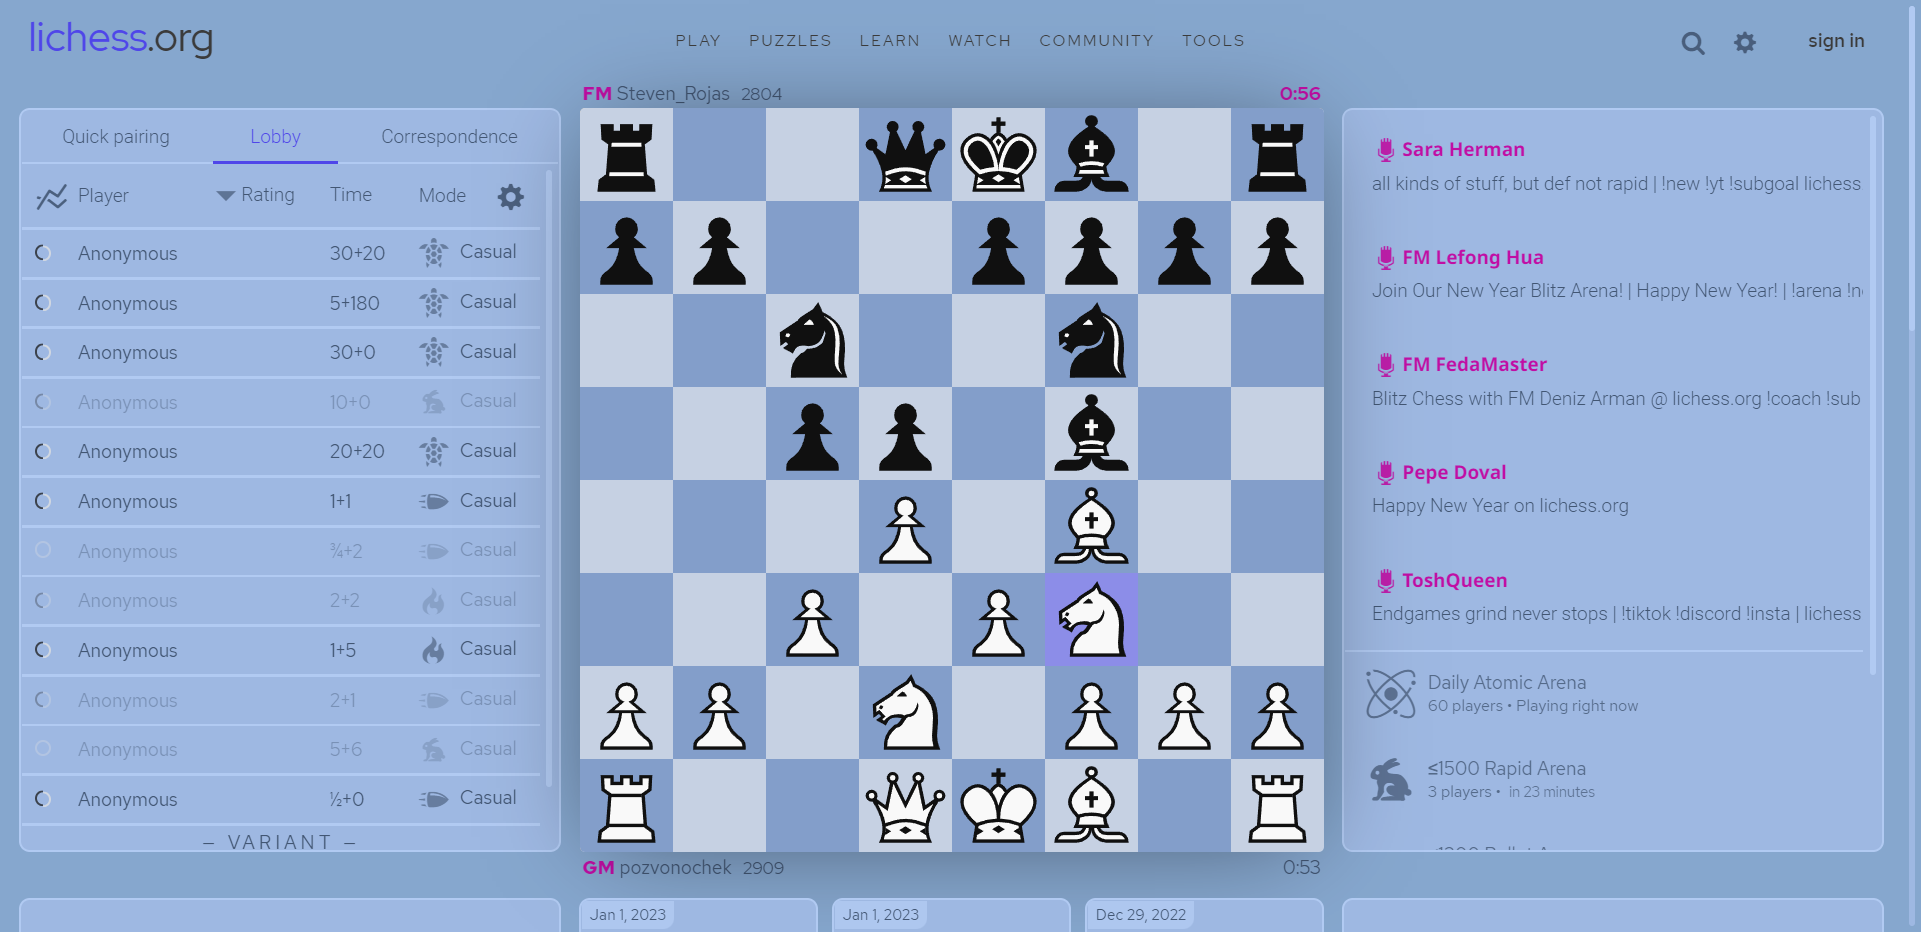 lichess.org
PLAY PUZZLES LEARN WATCH COMMUNITY TOOLS
sign in
Quick pairing Lobby Correspondence
Player Rating Time Mode
Anonymous 30+20 Casual
Anonymous 5+180 Casual
Anonymous 30+0 Casual
Anonymous 10+0 Casual
Anonymous 20+20 Casual
Anonymous 1+1 Casual
Anonymous ¾+2 Casual
Anonymous 2+2 Casual
Anonymous 1+5 Casual
Anonymous 2+1 Casual
Anonymous 5+6 Casual
Anonymous ½+0 Casual
– VARIANT –
FM Steven_Rojas 2804 0:56
GM pozvonochek 2909 0:53
Sara Herman
all kinds of stuff, but def not rapid | !new !yt !subgoal lichess
FM Lefong Hua
Join Our New Year Blitz Arena! | Happy New Year! | !arena !n
FM FedaMaster
Blitz Chess with FM Deniz Arman @ lichess.org !coach !sub
Pepe Doval
Happy New Year on lichess.org
ToshQueen
Endgames grind never stops | !tiktok !discord !insta | lichess
Daily Atomic Arena
60 players • Playing right now
≤1500 Rapid Arena
3 players • in 23 minutes
Jan 1, 2023
Jan 1, 2023
Dec 29, 2022